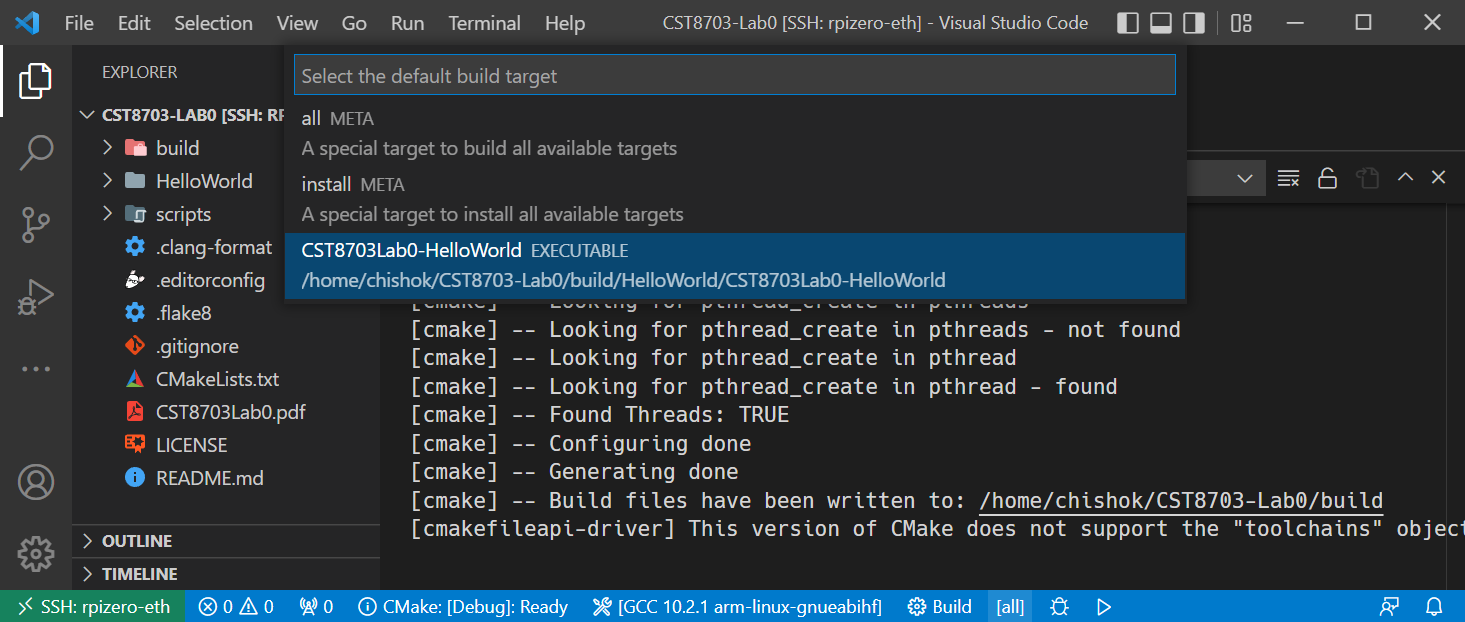 File Edit Selection View Go Run Terminal Help CST8703-Lab0 [SSH: rpizero-eth] - Visual Studio Code
EXPLORER
CST8703-LAB0 [SSH: RP
build
HelloWorld
scripts
.clang-format
.editorconfig
.flake8
.gitignore
CMakeLists.txt
CST8703Lab0.pdf
LICENSE
README.md
OUTLINE
TIMELINE
Select the default build target
all META
A special target to build all available targets
install META
A special target to install all available targets
CST8703Lab0-HelloWorld EXECUTABLE
/home/chishok/CST8703-Lab0/build/HelloWorld/CST8703Lab0-HelloWorld
[cmake] -- Looking for pthread_create in pthreads
[cmake] -- Looking for pthread_create in pthreads - not found
[cmake] -- Looking for pthread_create in pthread
[cmake] -- Looking for pthread_create in pthread - found
[cmake] -- Found Threads: TRUE
[cmake] -- Configuring done
[cmake] -- Generating done
[cmake] -- Build files have been written to: /home/chishok/CST8703-Lab0/build
[cmakefileapi-driver] This version of CMake does not support the "toolchains" object
SSH: rpizero-eth 0 0 0 CMake: [Debug]: Ready [GCC 10.2.1 arm-linux-gnueabihf] Build [all]